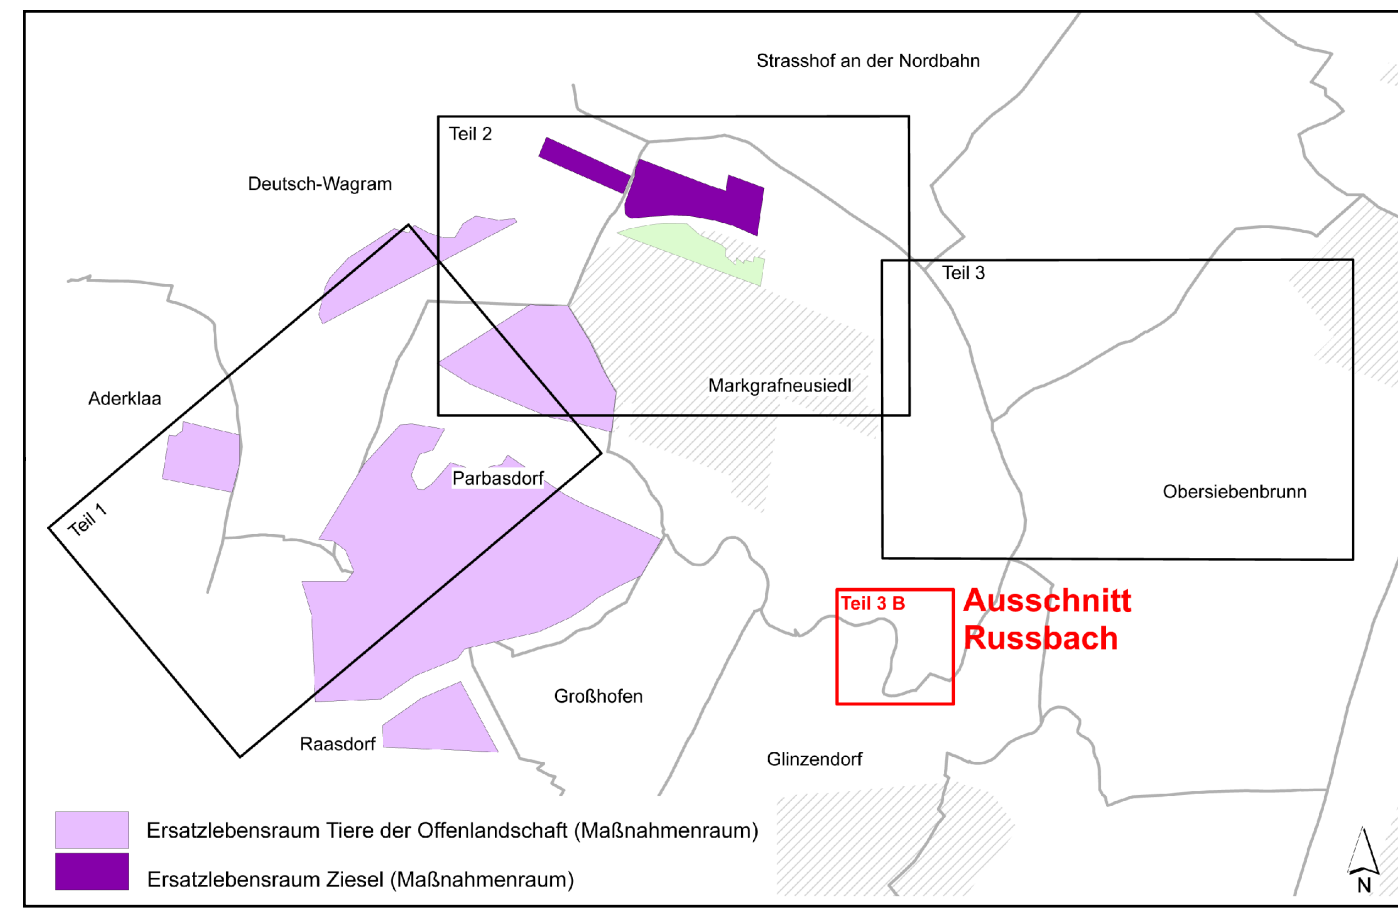 Strasshof an der Nordbahn
Teil 2
Deutsch-Wagram
Teil 3
Markgrafneusiedl
Aderklaa
Parbasdorf
Obersiebenbrunn
Teil 1
Teil 3 B
Ausschnitt
Russbach
Großhofen
Raasdorf
Glinzendorf
Ersatzlebensraum Tiere der Offenlandschaft (Maßnahmenraum)
Ersatzlebensraum Ziesel (Maßnahmenraum)
N